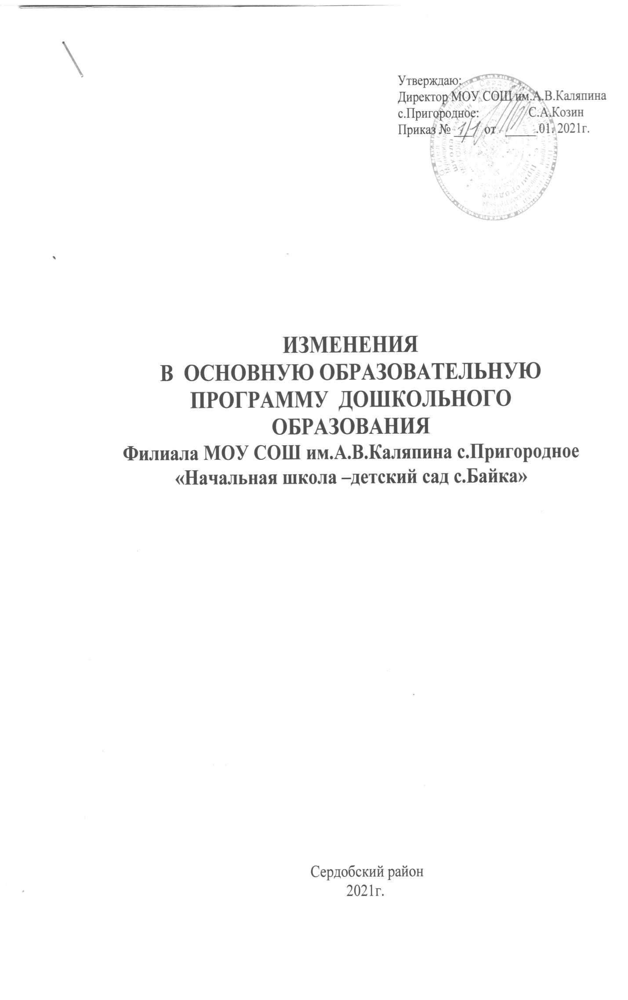 Утверждаю:
Директор МОУ СОШ им.А.В.Каляпина
с.Пригородное: С.А.Козин
Приказ № 1/1 от ______.01. 2021г.
ИЗМЕНЕНИЯ
В ОСНОВНУЮ ОБРАЗОВАТЕЛЬНУЮ
ПРОГРАММУ ДОШКОЛЬНОГО
ОБРАЗОВАНИЯ
Филиала МОУ СОШ им.А.В.Каляпина с.Пригородное
«Начальная школа –детский сад с.Байка»
Сердобский район
2021г.